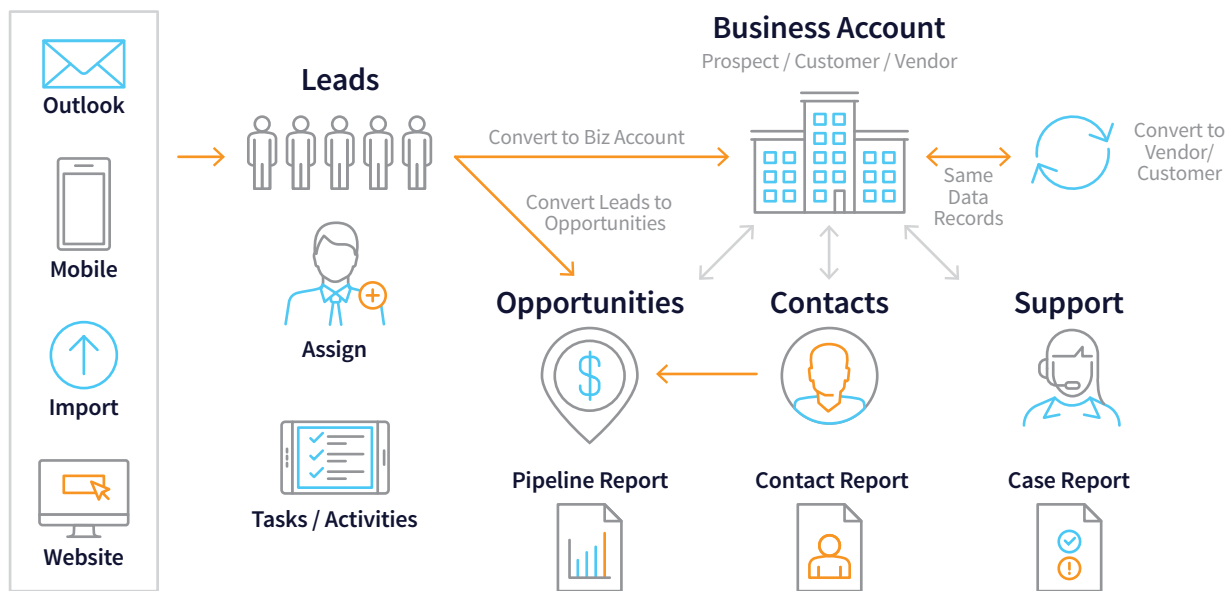 Outlook
Mobile
Import
Website
Leads
Assign
Tasks / Activities
Convert to Biz Account
Convert Leads to
Opportunities
Business Account
Prospect / Customer / Vendor
Same
Data
Records
Convert to
Vendor/
Customer
Opportunities
$
Contacts
Support
Pipeline Report
Contact Report
Case Report